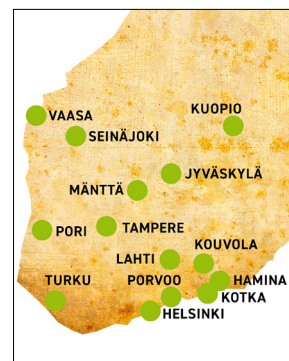 KUOPIO
VAASA
SEINÄJOKI
JYVÄSKYLÄ
MÄNTTÄ
PORI
TAMPERE
KOUVOLA
LAHTI
TURKU
PORVOO
HAMINA
KOTKA
HELSINKI